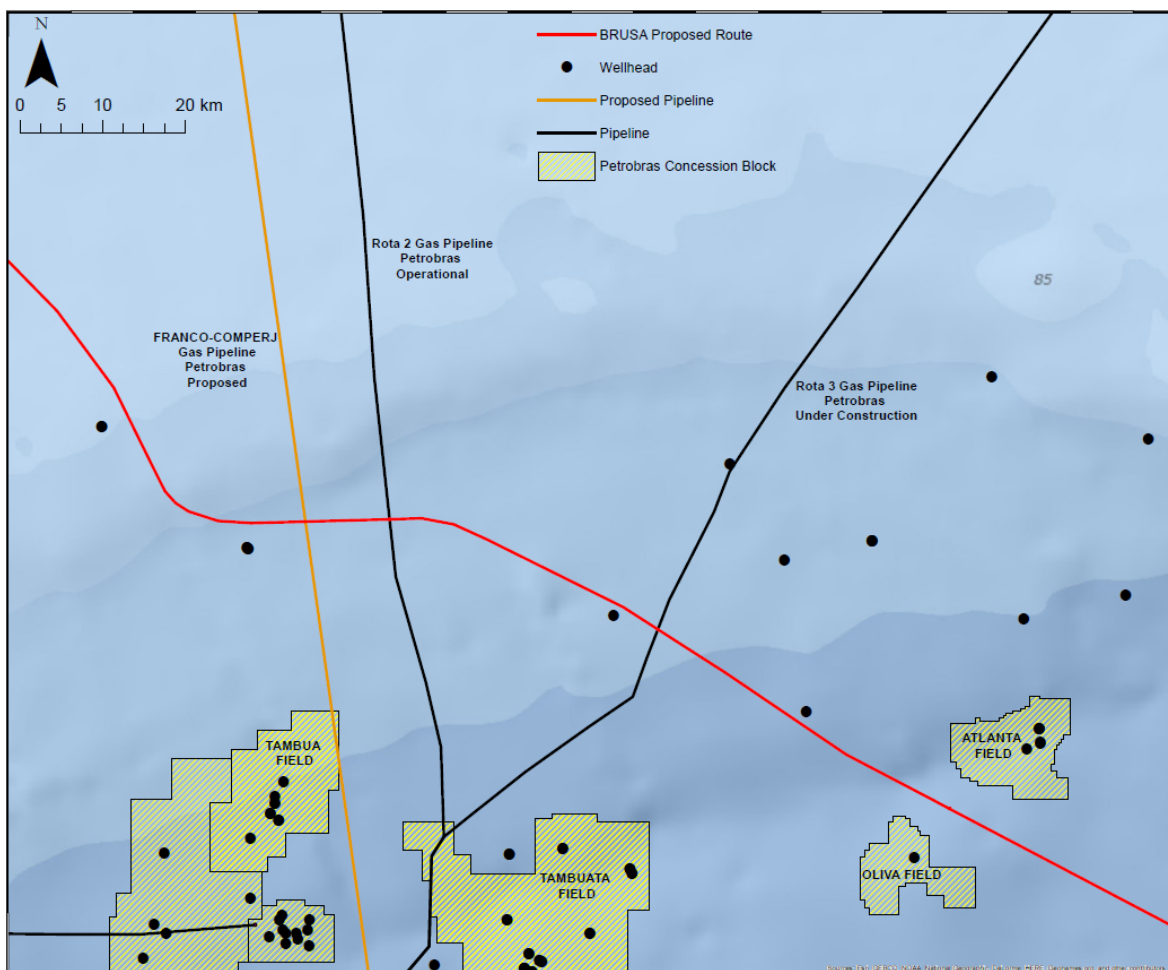 N
0 5 10 20 km
BRUSA Proposed Route
Wellhead
Proposed Pipeline
Pipeline
Petrobras Concession Block
Rota 2 Gas Pipeline
Petrobras
Operational
85
FRANCO-COMPERJ
Gas Pipeline
Petrobras
Proposed
Rota 3 Gas Pipeline
Petrobras
Under Construction
TAMBUA
FIELD
ATLANTA
FIELD
OLIVA FIELD
TAMBUATA
FIELD